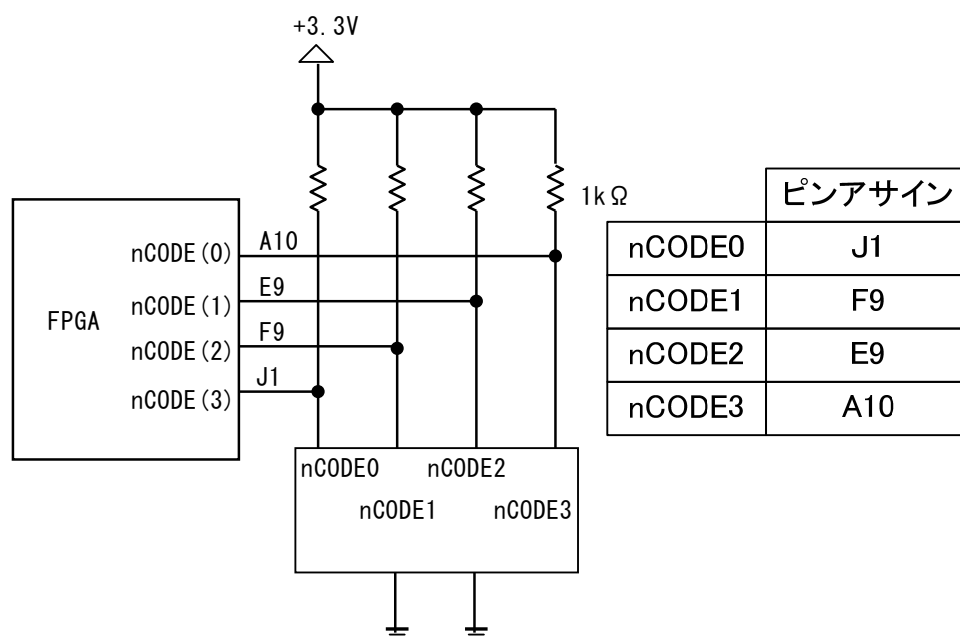 +3.3V
1kΩ
FPGA
nCODE(0)
A10
nCODE(1)
E9
nCODE(2)
F9
nCODE(3)
J1
nCODE0
nCODE2
nCODE1
nCODE3
ピンアサイン
nCODE0 J1
nCODE1 F9
nCODE2 E9
nCODE3 A10